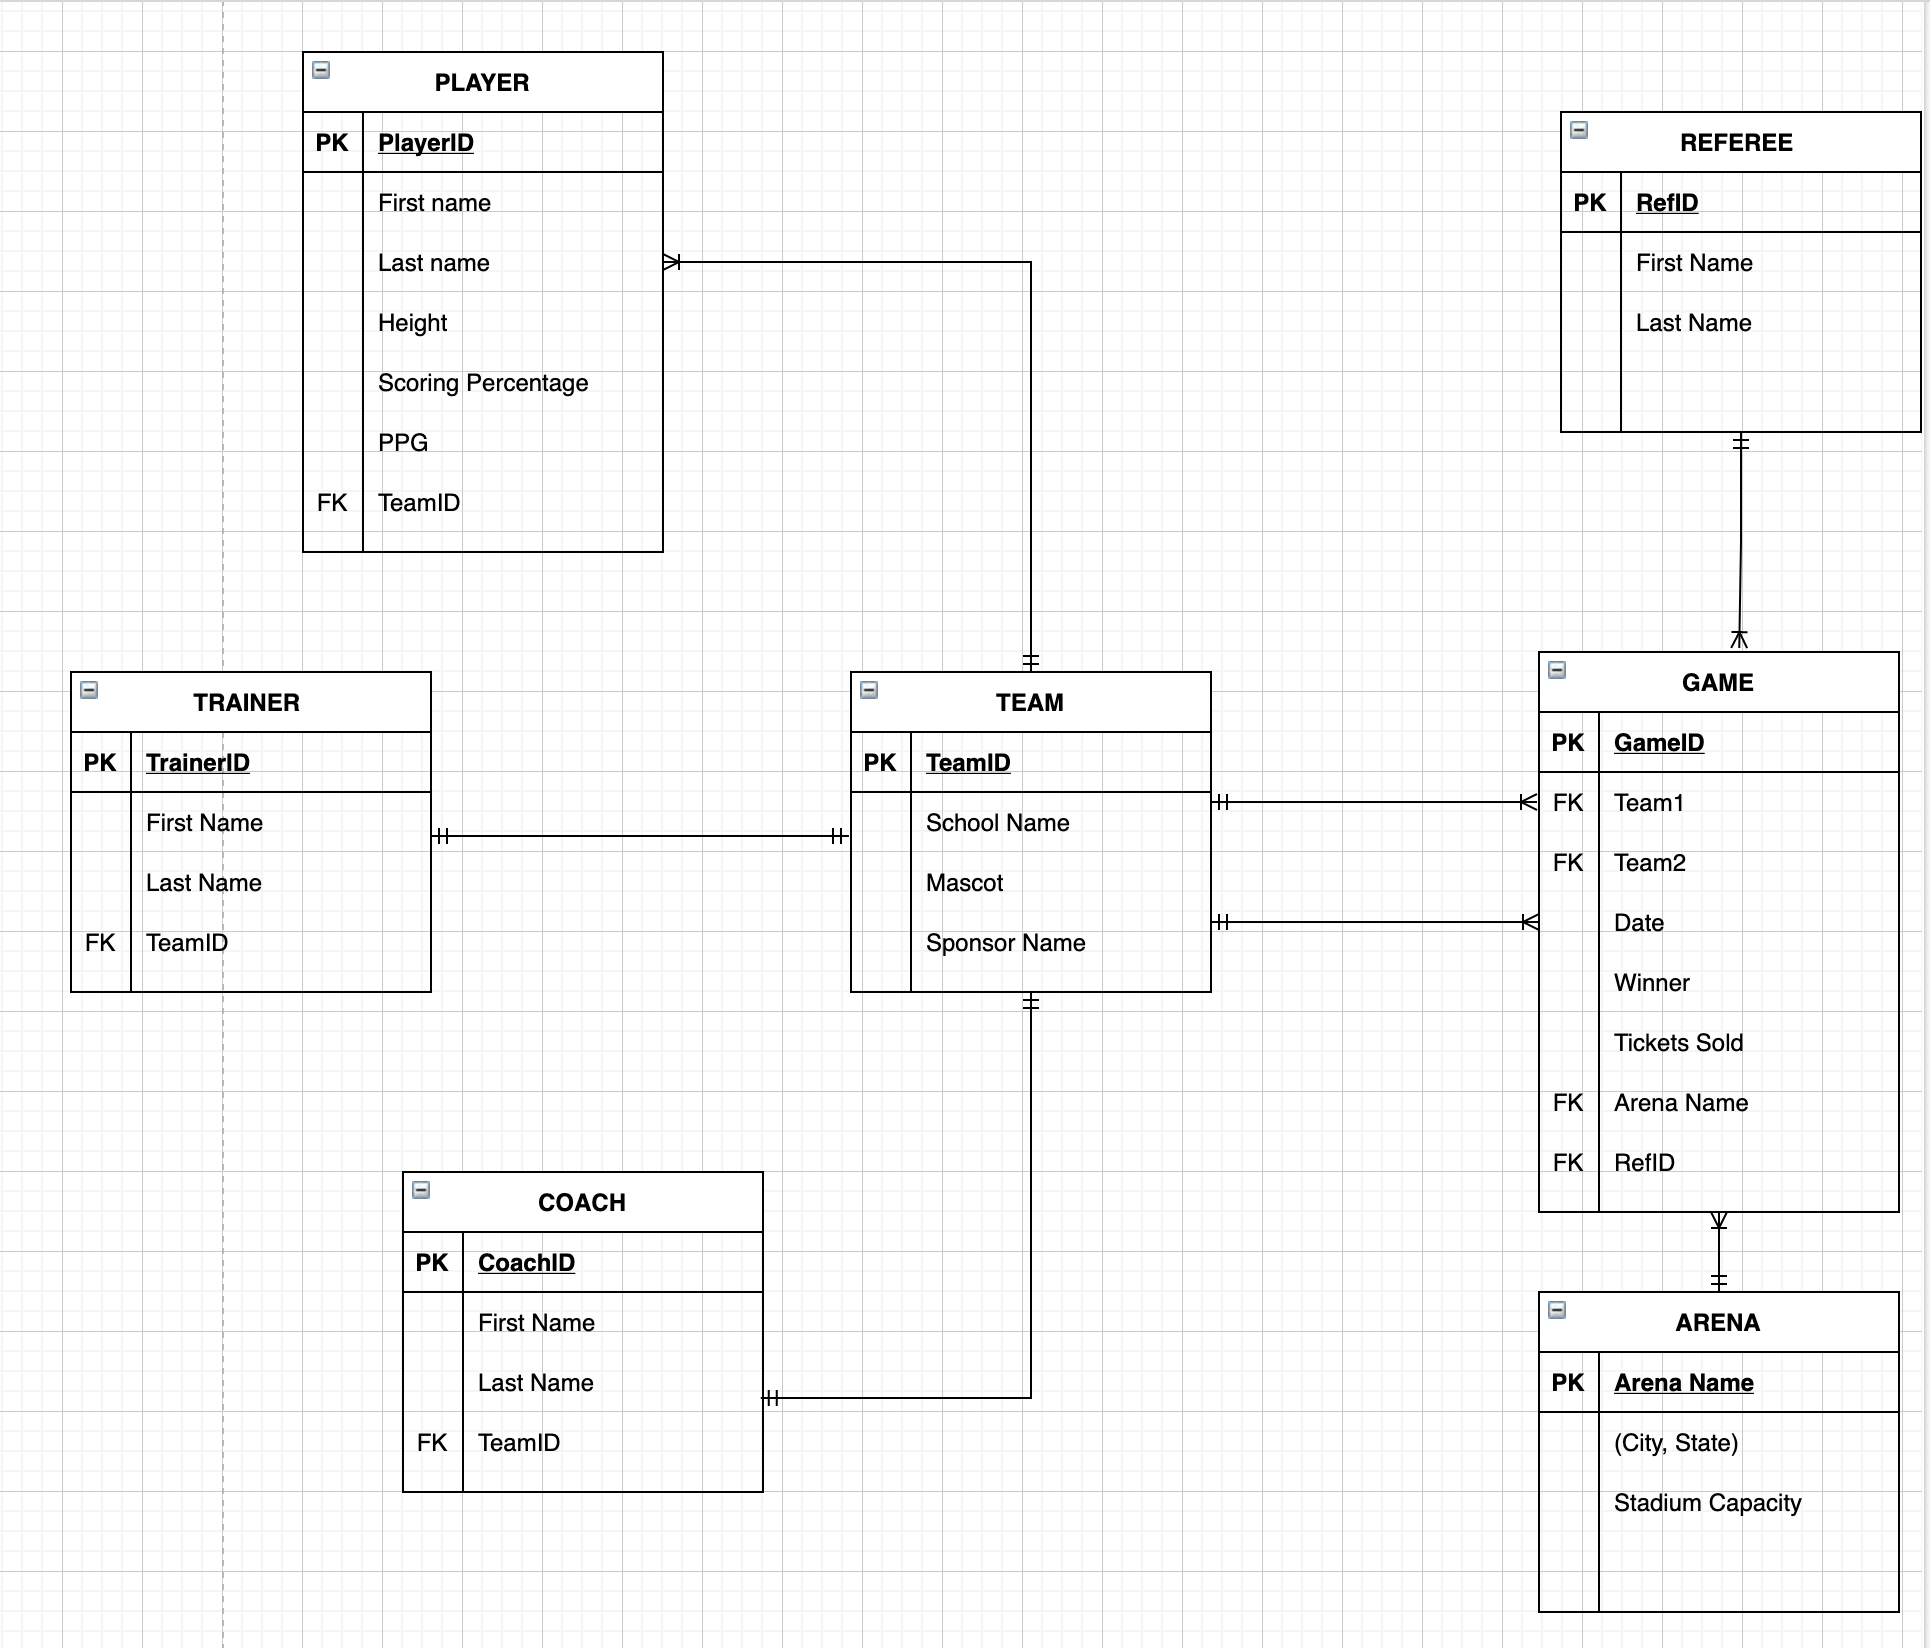 PLAYER
PK PlayerID
First name
Last name
Height
Scoring Percentage
PPG
FK TeamID
REFEREE
PK RefID
First Name
Last Name
TRAINER
PK TrainerID
First Name
Last Name
FK TeamID
TEAM
PK TeamID
School Name
Mascot
Sponsor Name
GAME
PK GameID
FK Team1
FK Team2
Date
Winner
Tickets Sold
FK Arena Name
FK RefID
COACH
PK CoachID
First Name
Last Name
FK TeamID
ARENA
PK Arena Name
(City, State)
Stadium Capacity